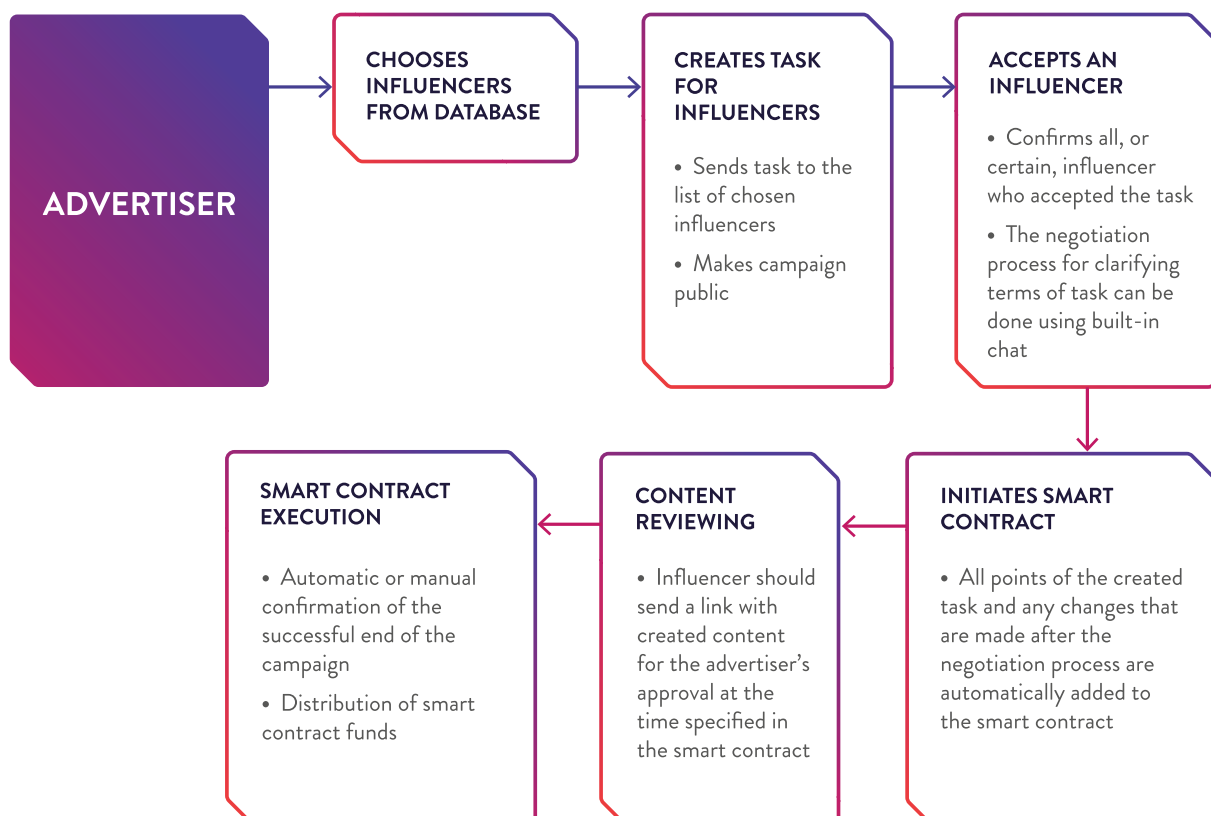 ADVERTISER
CHOOSES
INFLUENCERS
FROM DATABASE
CREATES TASK
FOR
INFLUENCERS
• Sends task to the
list of chosen
influencers
• Makes campaign
public
ACCEPTS AN
INFLUENCER
• Confirms all, or
certain, influencer
who accepted the task
• The negotiation
process for clarifying
terms of task can be
done using built-in
chat
INITIATES SMART
CONTRACT
• All points of the created
task and any changes that
are made after the
negotiation process are
automatically added to
the smart contract
CONTENT
REVIEWING
• Influencer should
send a link with
created content
for the advertiser’s
approval at the
time specified in
the smart contract
SMART CONTRACT
EXECUTION
• Automatic or manual
confirmation of the
successful end of the
campaign
• Distribution of smart
contract funds